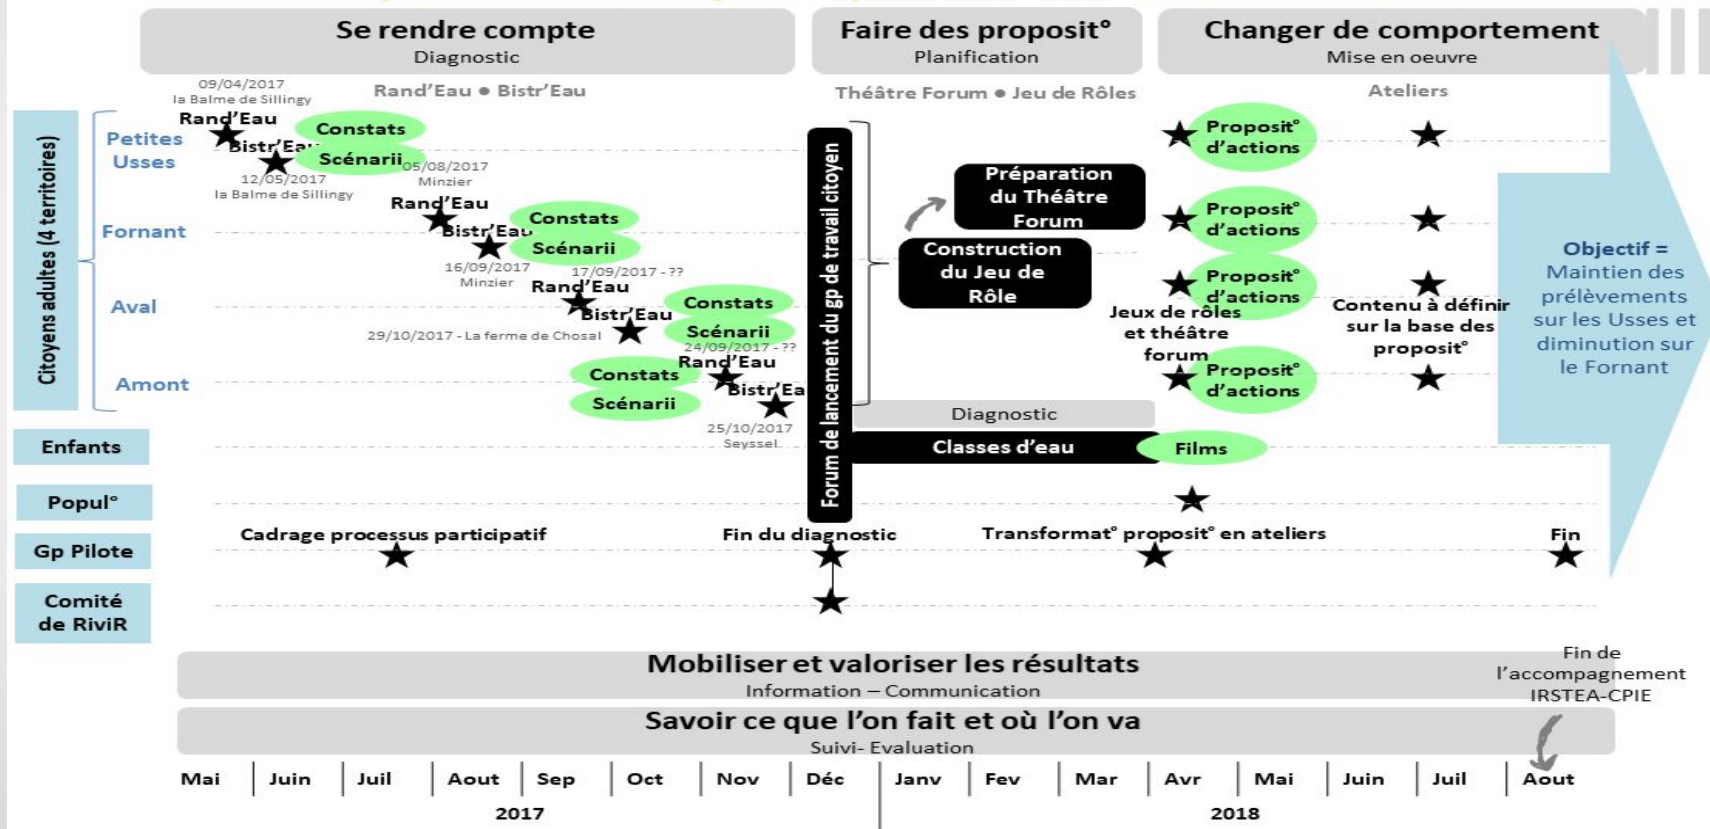 Se rendre compte
Diagnostic
Faire des proposit°
Planification
Changer de comportement
Mise en oeuvre
Rand'Eau ● Bistr'Eau
Théâtre Forum ● Jeu de Rôles
Ateliers
Citoyens adultes (4 territoires)
Petites
Usses
09/04/2017
la Balme de Sillingy
Rand'Eau
Bistr'Eau
12/05/2017
la Balme de Sillingy
Constats
Scénarii
Fornant
05/08/2017
Minzier
Rand'Eau
Bistr'Eau
16/09/2017
Minzier
Constats
Scénarii
Aval
17/09/2017 - ??
Rand'Eau
Bistr'Eau
29/10/2017 - La ferme de Chosal
Constats
Scénarii
Amont
24/09/2017 - ??
Rand'Eau
Bistr'Ea
25/10/2017
Seyssel
Constats
Scénarii
Forum de lancement du gp de travail citoyen
Préparation
du Théâtre
Forum
Construction
du Jeu de
Rôle
Proposit°
d'actions
Proposit°
d'actions
Proposit°
d'actions
Jeux de rôles
et théâtre
forum
Proposit°
d'actions
Contenu à définir
sur la base des
proposit°
Objectif =
Maintien des
prélèvements
sur les Usses et
diminution sur
le Fornant
Diagnostic
Enfants
Classes d'eau
Films
Popul°
Gp Pilote
Cadrage processus participatif
Fin du diagnostic
Transformat° proposit° en ateliers
Fin
Comité
de RiviR
Mobiliser et valoriser les résultats
Information – Communication
Savoir ce que l'on fait et où l'on va
Suivi- Evaluation
Fin de
l'accompagnement
IRSTEA-CPIE
Mai Juin Juil Aout Sep Oct Nov Déc Janv Fev Mar Avr Mai Juin Juil Aout
2017 2018